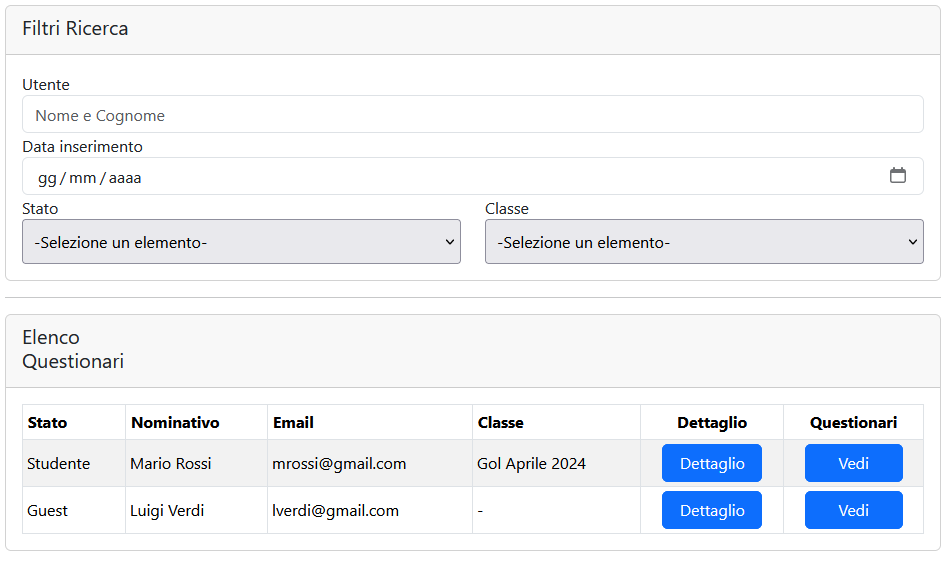 Filtri Ricerca
Utente
Nome e Cognome
Data inserimento
gg/mm/aaaa
Stato Classe
-Selezione un elemento- -Selezione un elemento-
Elenco
Questionari
Stato Nominativo Email Classe Dettaglio Questionari
Studente Mario Rossi mrossi@gmail.com Gol Aprile 2024 Dettaglio Vedi
Guest Luigi Verdi lverdi@gmail.com - Dettaglio Vedi